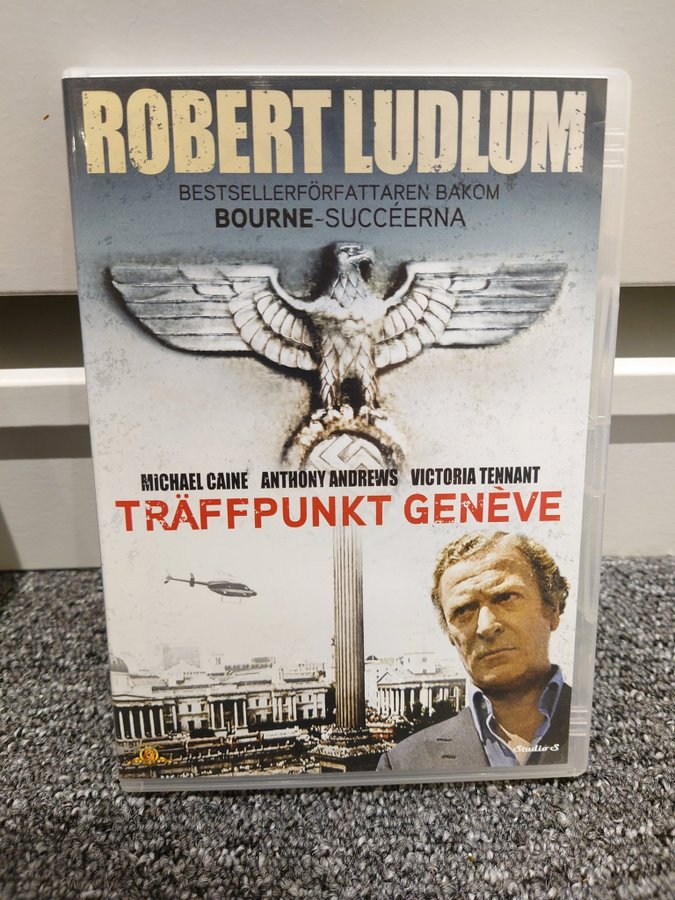 ROBERT LUDLUM
BESTSELLERFÖRFATTAREN BAKOM
BOURNE-SUCCÉERNA
MiCHAEL CAINE ANTHONY ANDREWS VICTORIA TENNANT
TRÄFFPUNKT GENÈVE
Studio S